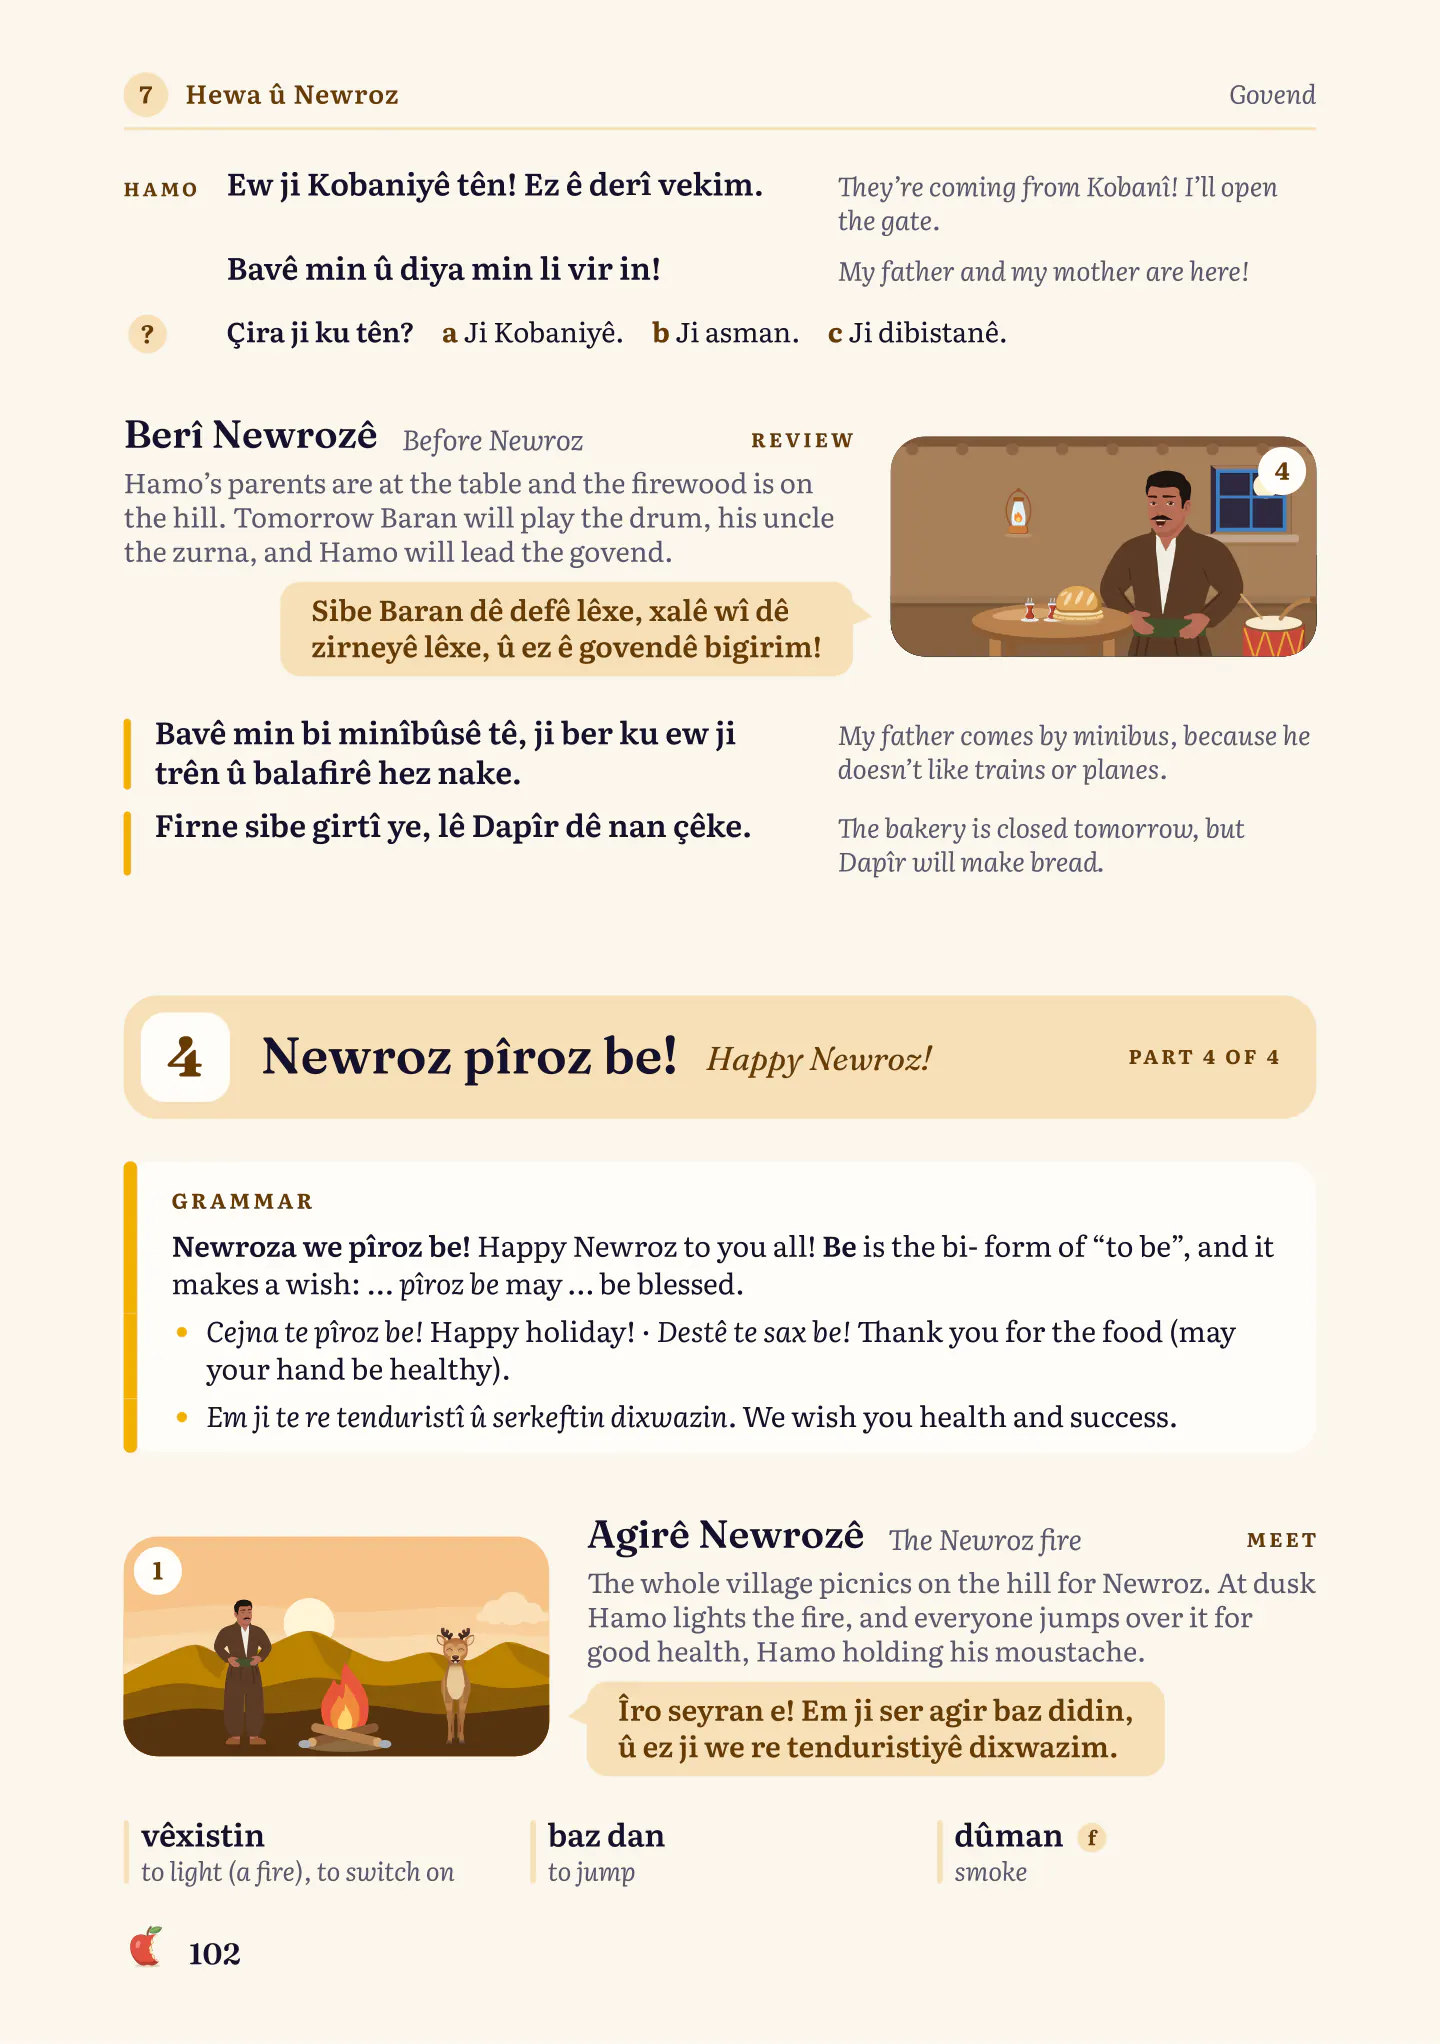 7 Hewa û Newroz
Govend
HAMO Ew ji Kobaniyê tên! Ez ê derî vekim.
They’re coming from Kobanî! I’ll open
the gate.
Bavê min û diya min li vir in!
My father and my mother are here!
? Çira ji ku tên? a Ji Kobaniyê. b Ji asman. c Ji dibistanê.
Berî Newrozê Before Newroz REVIEW
Hamo’s parents are at the table and the firewood is on
the hill. Tomorrow Baran will play the drum, his uncle
the zurna, and Hamo will lead the govend.
Sibe Baran dê defê lêxe, xalê wî dê
zirneyê lêxe, û ez ê govendê bigirim!
4
Bavê min bi minîbûsê tê, ji ber ku ew ji
trên û balafirê hez nake.
My father comes by minibus, because he
doesn’t like trains or planes.
Firne sibe girtî ye, lê Dapîr dê nan çêke.
The bakery is closed tomorrow, but
Dapîr will make bread.
4 Newroz pîroz be! Happy Newroz! PART 4 OF 4
GRAMMAR
Newroza we pîroz be! Happy Newroz to you all! Be is the bi- form of “to be”, and it
makes a wish: … pîroz be may … be blessed.
• Cejna te pîroz be! Happy holiday! · Destê te sax be! Thank you for the food (may
your hand be healthy).
• Em ji te re tenduristî û serkeftin dixwazin. We wish you health and success.
1
Agirê Newrozê The Newroz fire MEET
The whole village picnics on the hill for Newroz. At dusk
Hamo lights the fire, and everyone jumps over it for
good health, Hamo holding his moustache.
Îro seyran e! Em ji ser agir baz didin,
û ez ji we re tenduristiyê dixwazim.
vêxistin
to light (a fire), to switch on
baz dan
to jump
dûman f
smoke
102